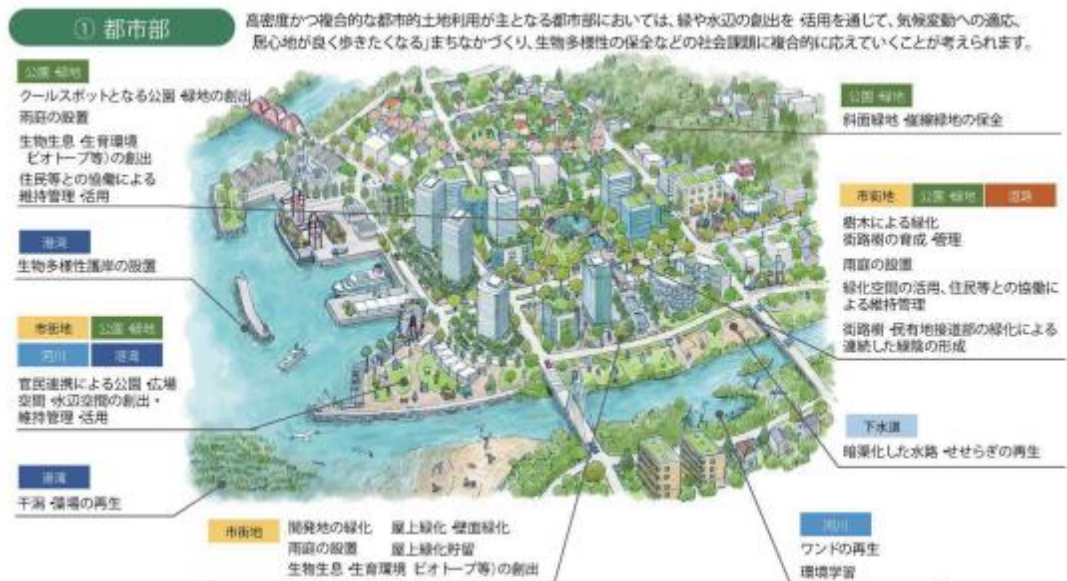 ① 都市部
高密度かつ複合的な都市的土地利用が主となる都市部においては、緑や水辺の創出を・活用を通じて、気候変動への適応、
居心地が良く歩きたくなる」まちなかづくり、生物多様性の保全などの社会課題に複合的に応えていくことが考えられます。
公園・緑地
クールスポットとなる公園・緑地の創出
雨庭の設置
生物生息・生育環境
ビオトープ等)の創出
住民等との協働による
維持管理・活用
港湾
生物多様性護岸の設置
市街地 公園・緑地
河川 港湾
官民連携による公園・広場
空間・水辺空間の創出・
維持管理・活用
港湾
干潟・藻場の再生
市街地
開発地の緑化 屋上緑化・壁面緑化
雨庭の設置 屋上緑化貯留
生物生息・生育環境 ビオトープ等)の創出
公園・緑地
斜面緑地・崖線緑地の保全
市街地 公園・緑地 道路
樹木による緑化
街路樹の育成・管理
雨庭の設置
緑化空間の活用、住民等との協働に
よる維持管理
街路樹・民有地接道部の緑化による
連続した緑陰の形成
下水道
暗渠化した水路・せせらぎの再生
河川
ワンドの再生
環境学習